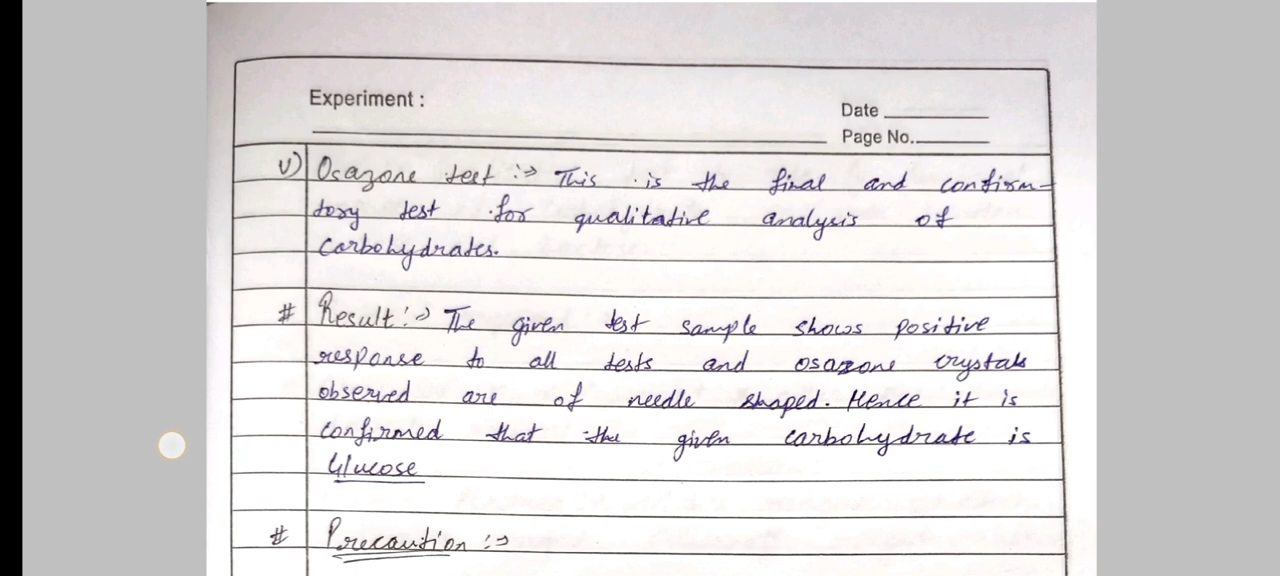 Experiment :
Date
Page No.
v) Osazone test :→ This is the final and confirm-
tory test for qualitative analysis of
carbohydrates.
# Result :→ The given test sample shows positive
response to all tests and osazone crystals
observed are of needle shaped. Hence it is
confirmed that the given carbohydrate is
Glucose
# Precaution :→